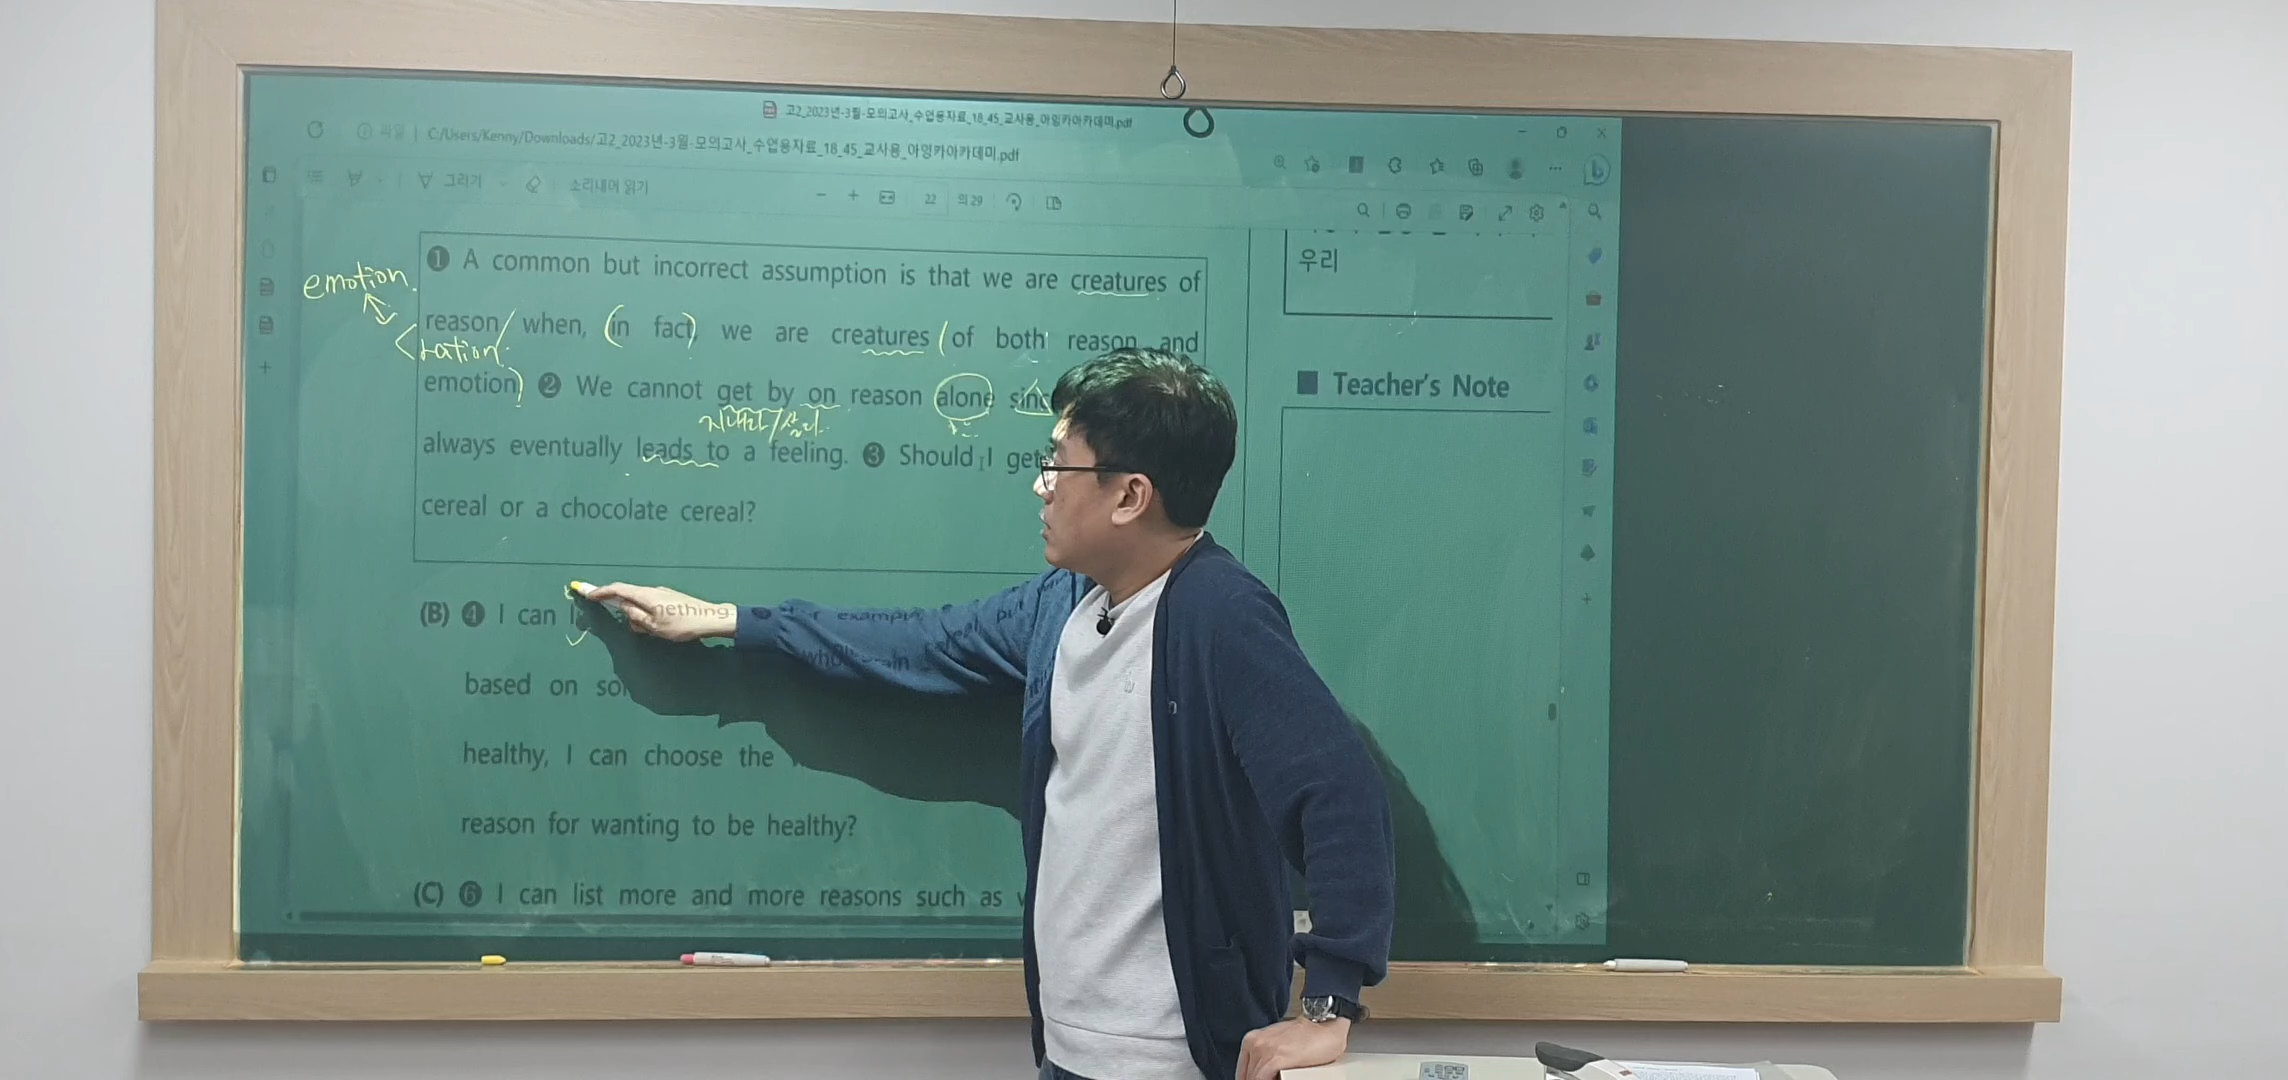 고2_2023년-3월-모의고사_수업용자료_18_45_교사용_아잉카아카데미.pdf
파일 C:/Users/Kenny/Downloads/고2_2023년-3월-모의고사_수업용자료_18_45_교사용_아잉카아카데미.pdf
그리기 소리내어 읽기 − + 22 의 29
❶ A common but incorrect assumption is that we are creatures of
emotion.
reason / when, (in fact) we are creatures (of both reason and
ration.
emotion) ❷ We cannot get by on reason alone
지내다/살다.
always eventually leads to a feeling. ❸ Should I get
cereal or a chocolate cereal?
(B) ❹ I can
based on
healthy, I can choose the
reason for wanting to be healthy?
(C) ❻ I can list more and more reasons such as
우리
■ Teacher's Note